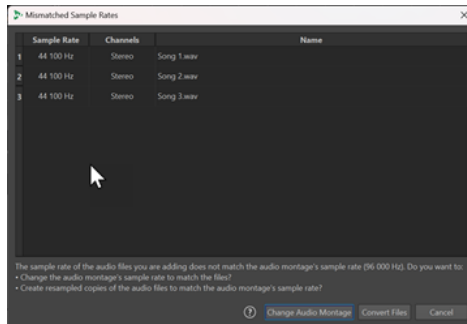 Mismatched Sample Rates
Sample Rate Channels Name
1 44 100 Hz Stereo Song 1.wav
2 44 100 Hz Stereo Song 2.wav
3 44 100 Hz Stereo Song 3.wav
The sample rate of the audio files you are adding does not match the audio montage's sample rate (96 000 Hz). Do you want to:
• Change the audio montage's sample rate to match the files?
• Create resampled copies of the audio files to match the audio montage's sample rate?
Change Audio Montage Convert Files Cancel